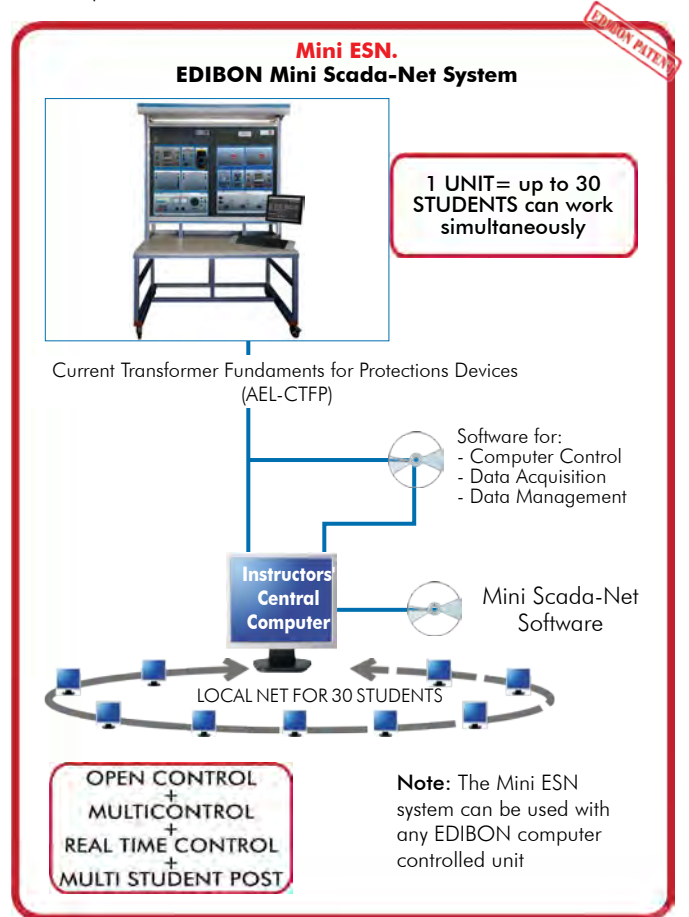 EDIBON PATENT
Mini ESN.
EDIBON Mini Scada-Net System
1 UNIT= up to 30
STUDENTS can work
simultaneously
Current Transformer Fundaments for Protections Devices
(AEL-CTFP)
Software for:
- Computer Control
- Data Acquisition
- Data Management
Instructors'
Central
Computer
Mini Scada-Net
Software
LOCAL NET FOR 30 STUDENTS
OPEN CONTROL
+
MULTICONTROL
+
REAL TIME CONTROL
+
MULTI STUDENT POST
Note: The Mini ESN
system can be used with
any EDIBON computer
controlled unit